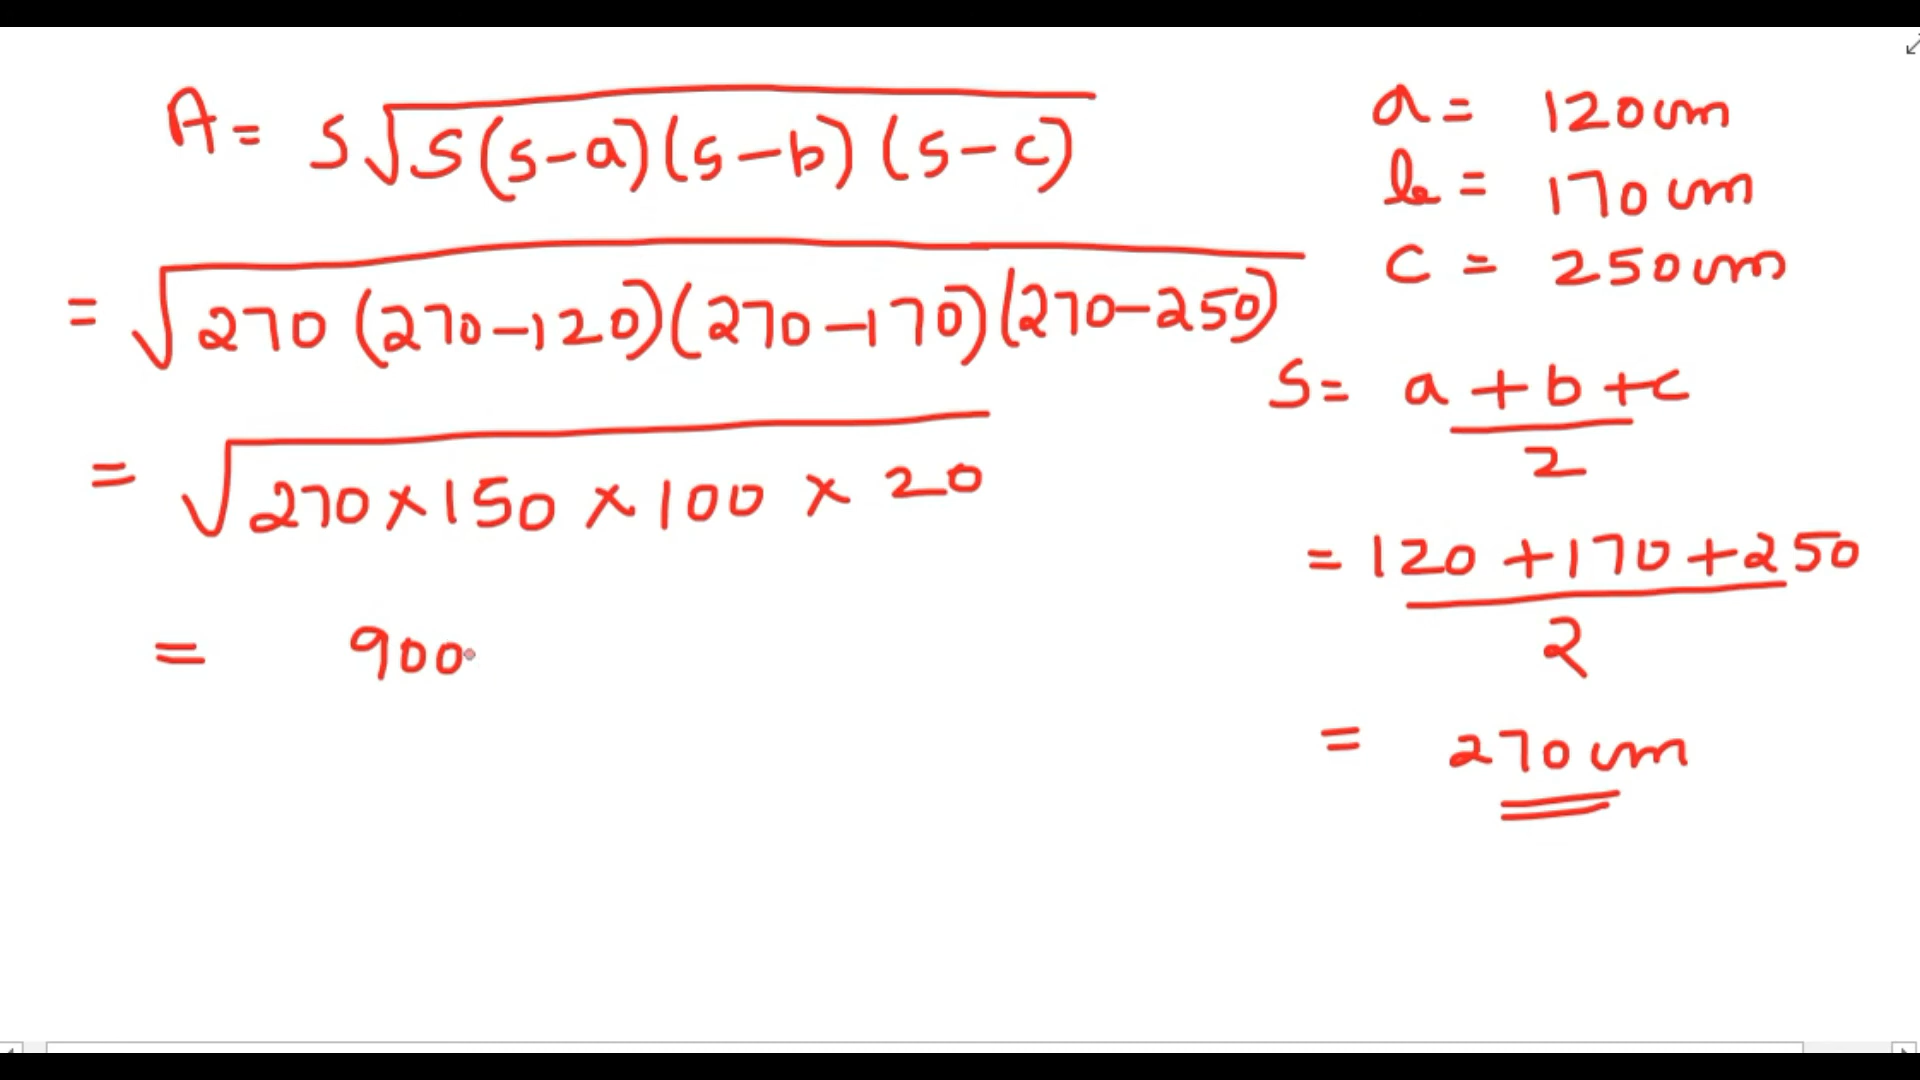 A = S√S(s-a)(s-b)(s-c)
= √270(270-120)(270-170)(270-250)
= √270×150×100×20
= 900
a = 120cm
b = 170cm
c = 250cm
S = a+b+c
2
= 120+170+250
2
= 270cm